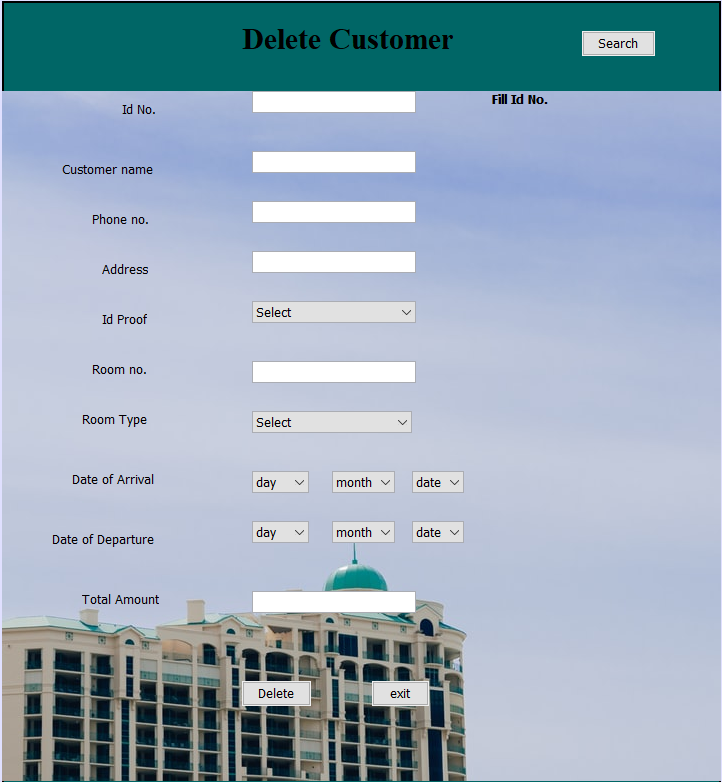 Delete Customer
Search
Id No.
Fill Id No.
Customer name
Phone no.
Address
Id Proof
Select
Room no.
Room Type
Select
Date of Arrival
day
month
date
Date of Departure
day
month
date
Total Amount
Delete
exit